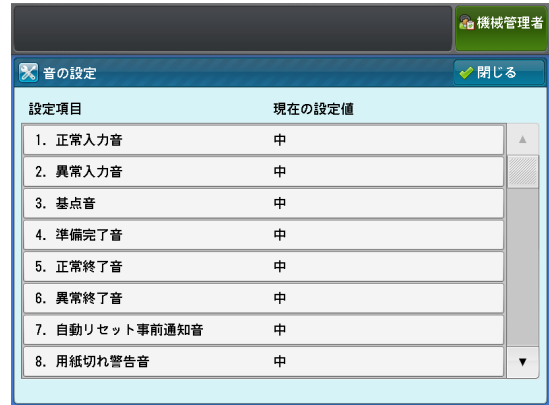 機械管理者
音の設定
閉じる
設定項目 現在の設定値
1. 正常入力音 中
2. 異常入力音 中
3. 基点音 中
4. 準備完了音 中
5. 正常終了音 中
6. 異常終了音 中
7. 自動リセット事前通知音 中
8. 用紙切れ警告音 中